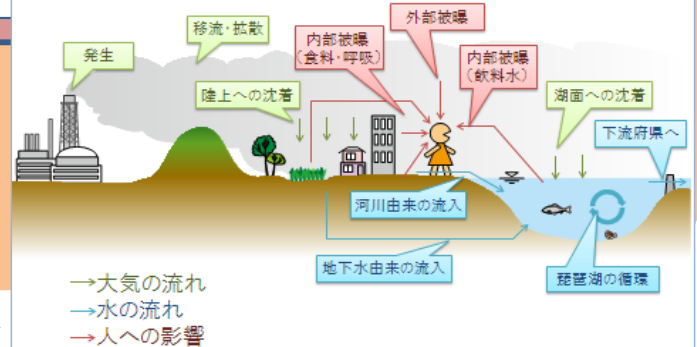 外部被曝
移流・拡散
内部被曝
（食料・呼吸）
発生
内部被曝
（飲料水）
陸上への沈着
湖面への沈着
下流府県へ
河川由来の流入
地下水由来の流入
琵琶湖の循環
→大気の流れ
→水の流れ
→人への影響